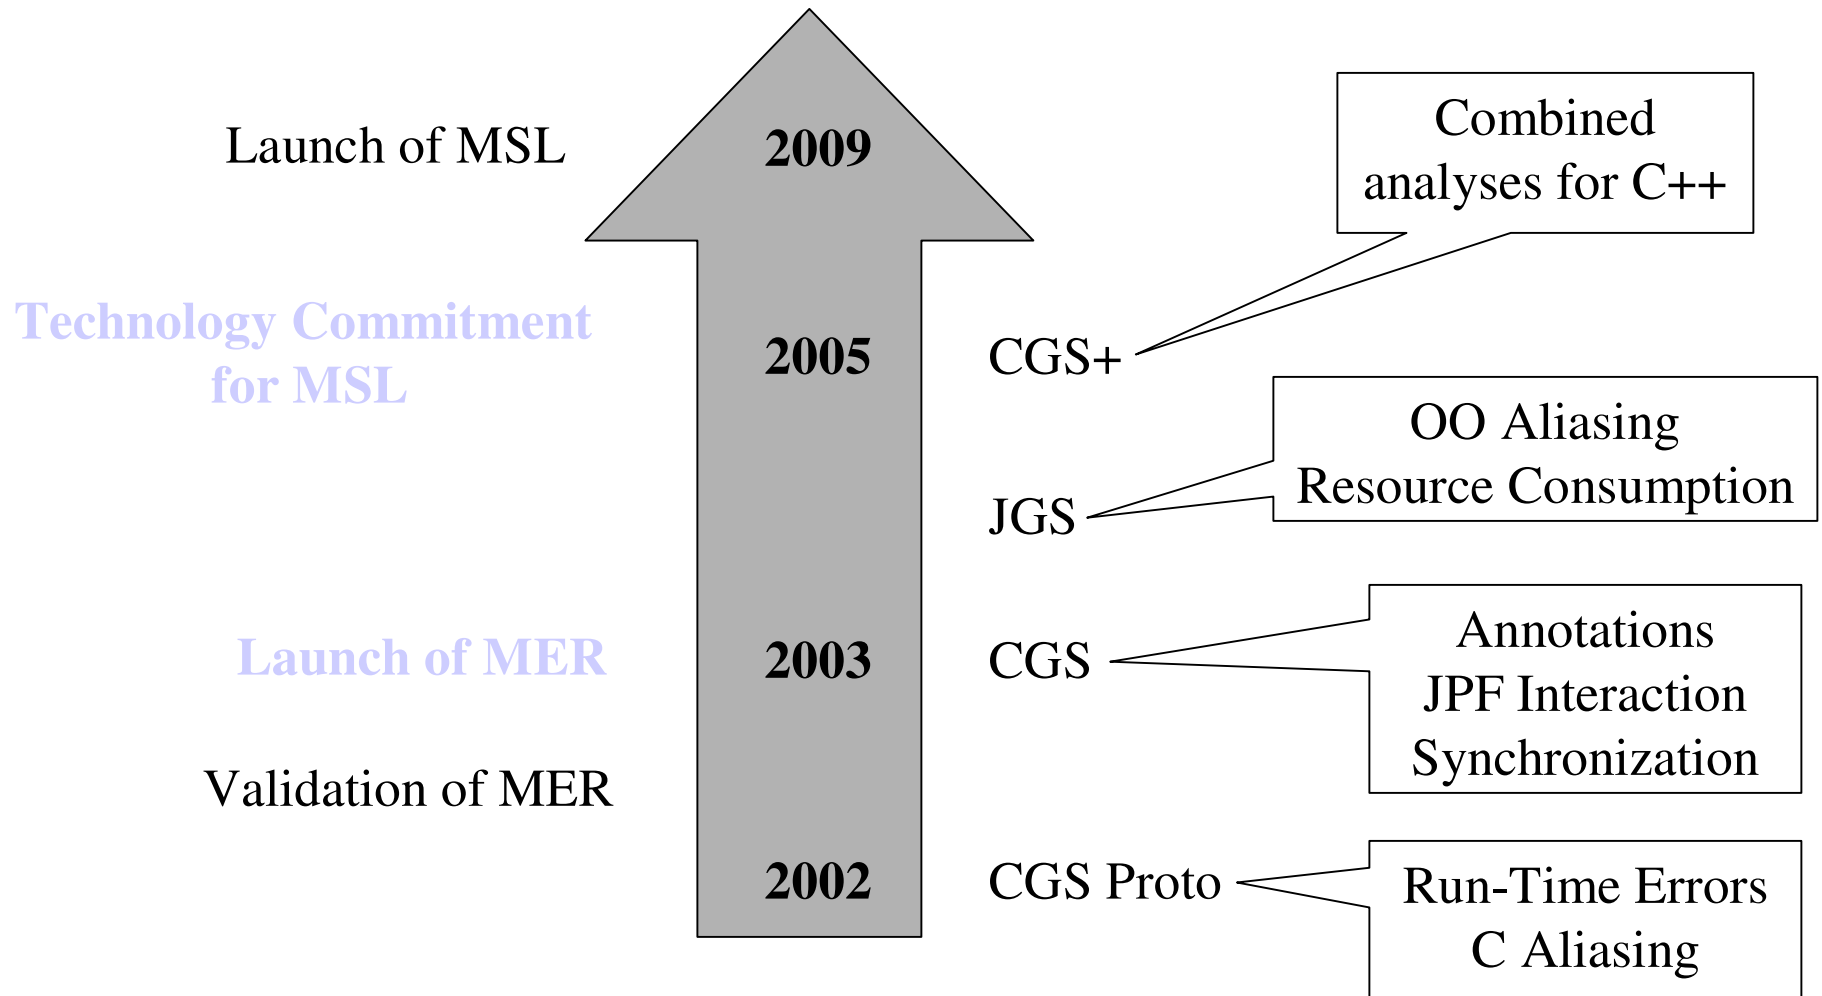 Launch of MSL
2009
Combined
analyses for C++
Technology Commitment
for MSL
2005
CGS+
OO Aliasing
Resource Consumption
JGS
Launch of MER
2003
CGS
Annotations
JPF Interaction
Synchronization
Validation of MER
2002
CGS Proto
Run-Time Errors
C Aliasing